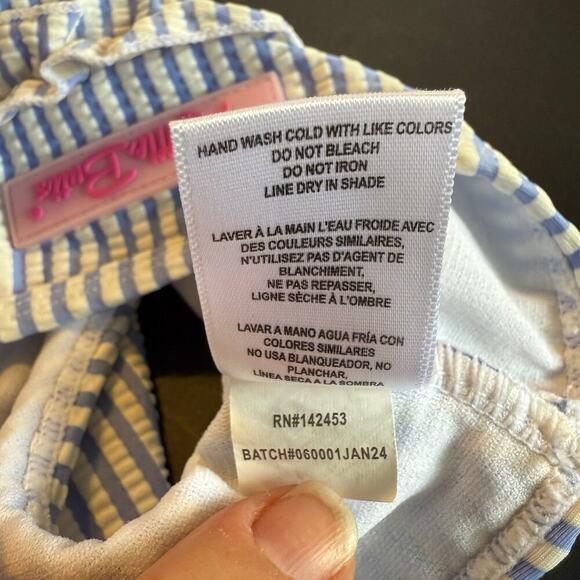 HAND WASH COLD WITH LIKE COLORS
DO NOT BLEACH
DO NOT IRON
LINE DRY IN SHADE
LAVER À LA MAIN L'EAU FROIDE AVEC
DES COULEURS SIMILAIRES,
N'UTILISEZ PAS D'AGENT DE
BLANCHIMENT,
NE PAS REPASSER,
LIGNE SÈCHE À L'OMBRE
LAVAR A MANO AGUA FRÍA CON
COLORES SIMILARES
NO USA BLANQUEADOR, NO
PLANCHAR,
LÍNEA SECA A LA SOMBRA
RN#142453
BATCH#060001JAN24